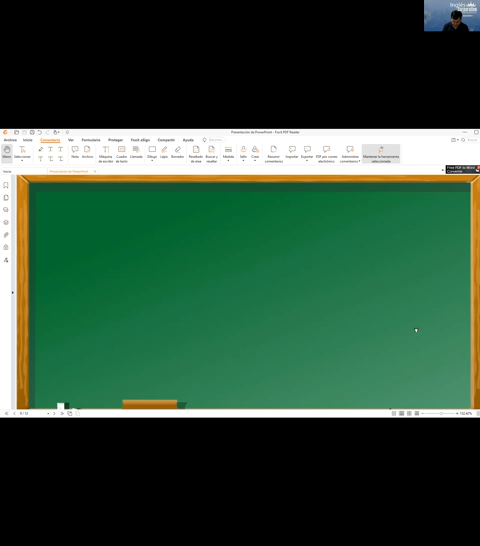 Inglés
Presentación de PowerPoint - Foxit PDF Reader
Archivo Inicio Comentario Ver Formulario Proteger Foxit eSign Compartir Ayuda
Mano Seleccionar Nota Archivo Máquina de escribir Cuadro de texto Llamada Dibujo Lápiz Borrador Resaltado de área Buscar y resaltar Medida Sello Crear Resumir comentarios Importar Exportar PDF por correo electrónico Administrar comentarios Mantener la herramienta seleccionada
Inicio Presentación de PowerPoint
Free PDF to Word Converter